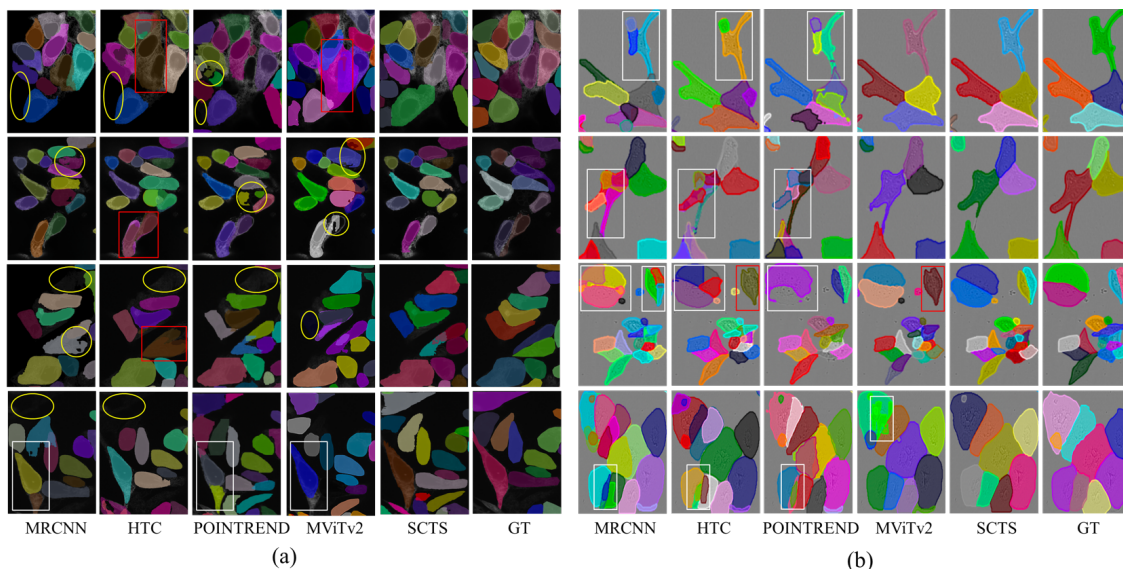 MRCNN HTC POINTREND MViTv2 SCTS GT
(a)
MRCNN HTC POINTREND MViTv2 SCTS GT
(b)